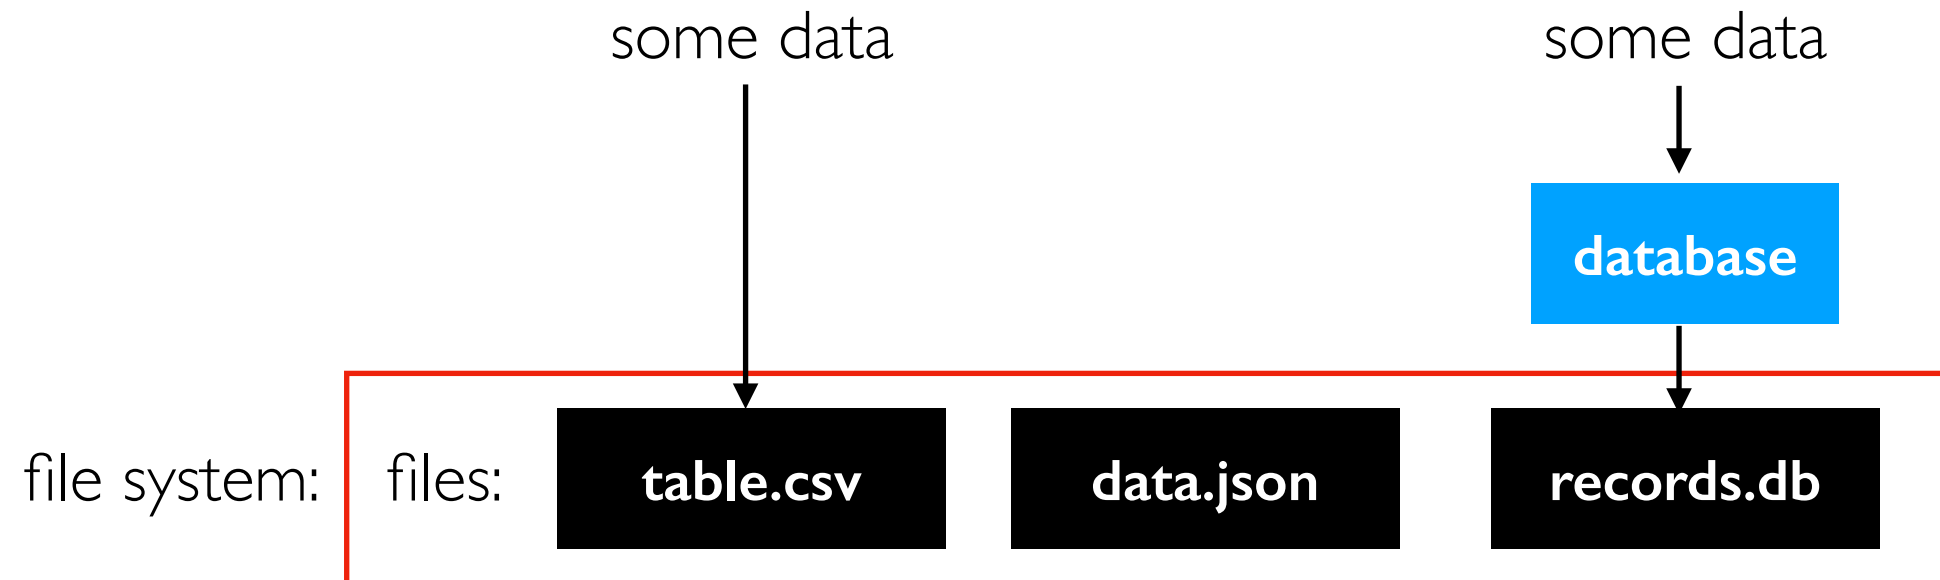 some data
some data
database
file system:
files:
table.csv
data.json
records.db